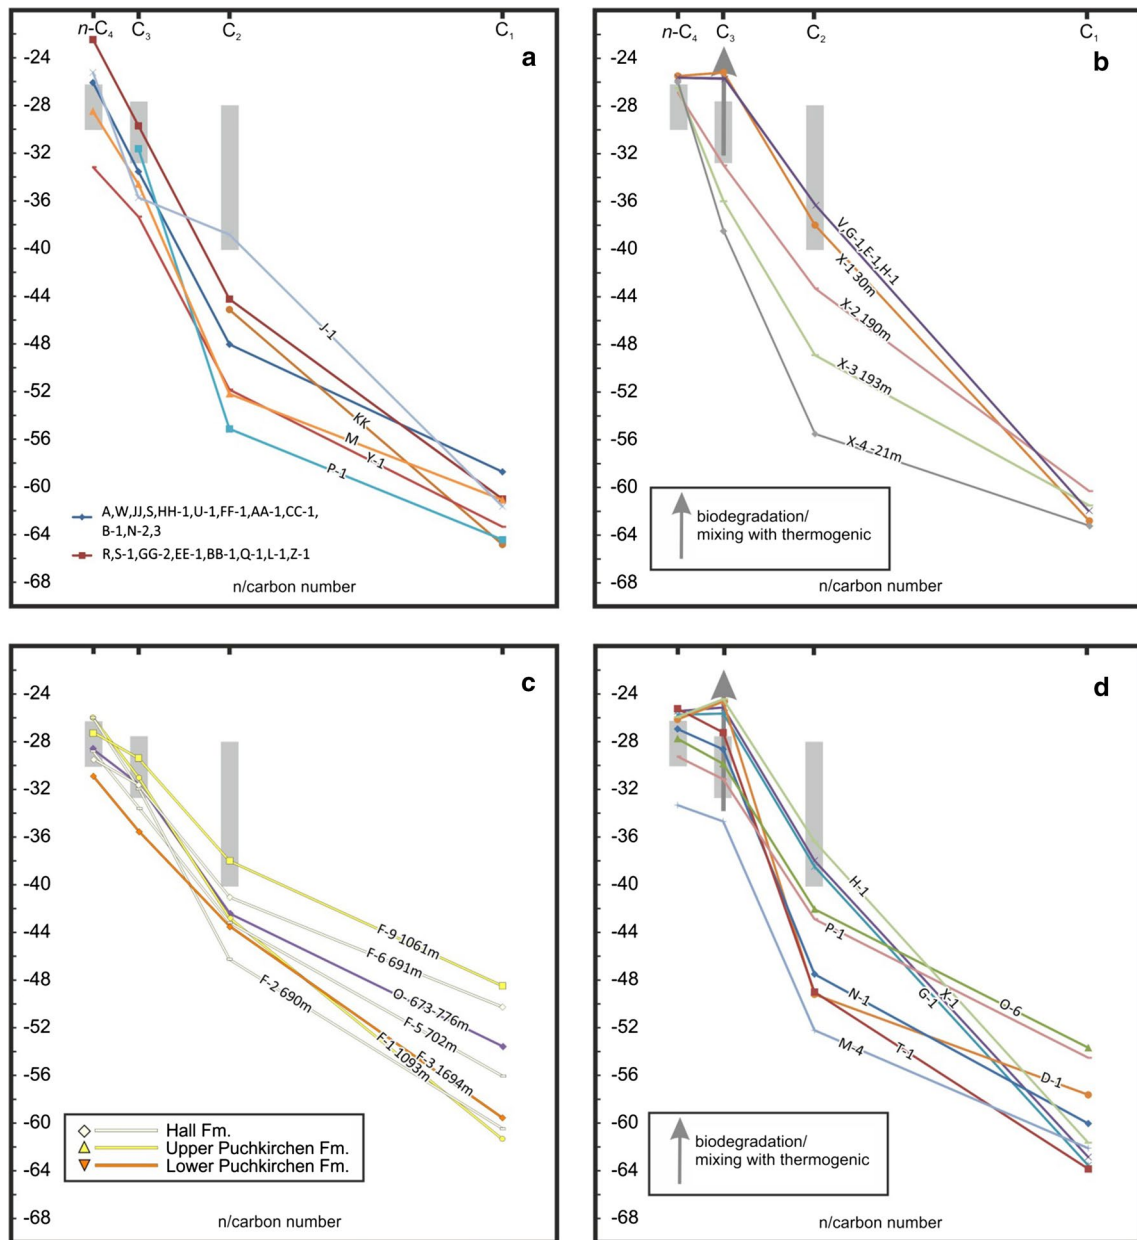 n-C4 C3 C2 C1
a
-24
-28
-32
-36
-40
-44
-48
-52
-56
-60
-64
-68
J-1
KK
M
Y-1
P-1
A,W,JJ,S,HH-1,U-1,FF-1,AA-1,CC-1,
B-1,N-2,3
R,S-1,GG-2,EE-1,BB-1,Q-1,L-1,Z-1
n/carbon number
n-C4 C3 C2 C1
b
-24
-28
-32
-36
-40
-44
-48
-52
-56
-60
-64
-68
V,G-1,E-1,H-1
X-1 30m
X-2 190m
X-3 193m
X-4 -21m
biodegradation/
mixing with thermogenic
n/carbon number
c
-24
-28
-32
-36
-40
-44
-48
-52
-56
-60
-64
-68
F-9 1061m
F-6 691m
O- 673-776m
F-5 702m
F-2 690m
F-3 1694m
F-1 1093m
Hall Fm.
Upper Puchkirchen Fm.
Lower Puchkirchen Fm.
n/carbon number
d
-24
-28
-32
-36
-40
-44
-48
-52
-56
-60
-64
-68
H-1
P-1
N-1
X-1
G-1
O-6
M-4
T-1
D-1
biodegradation/
mixing with thermogenic
n/carbon number